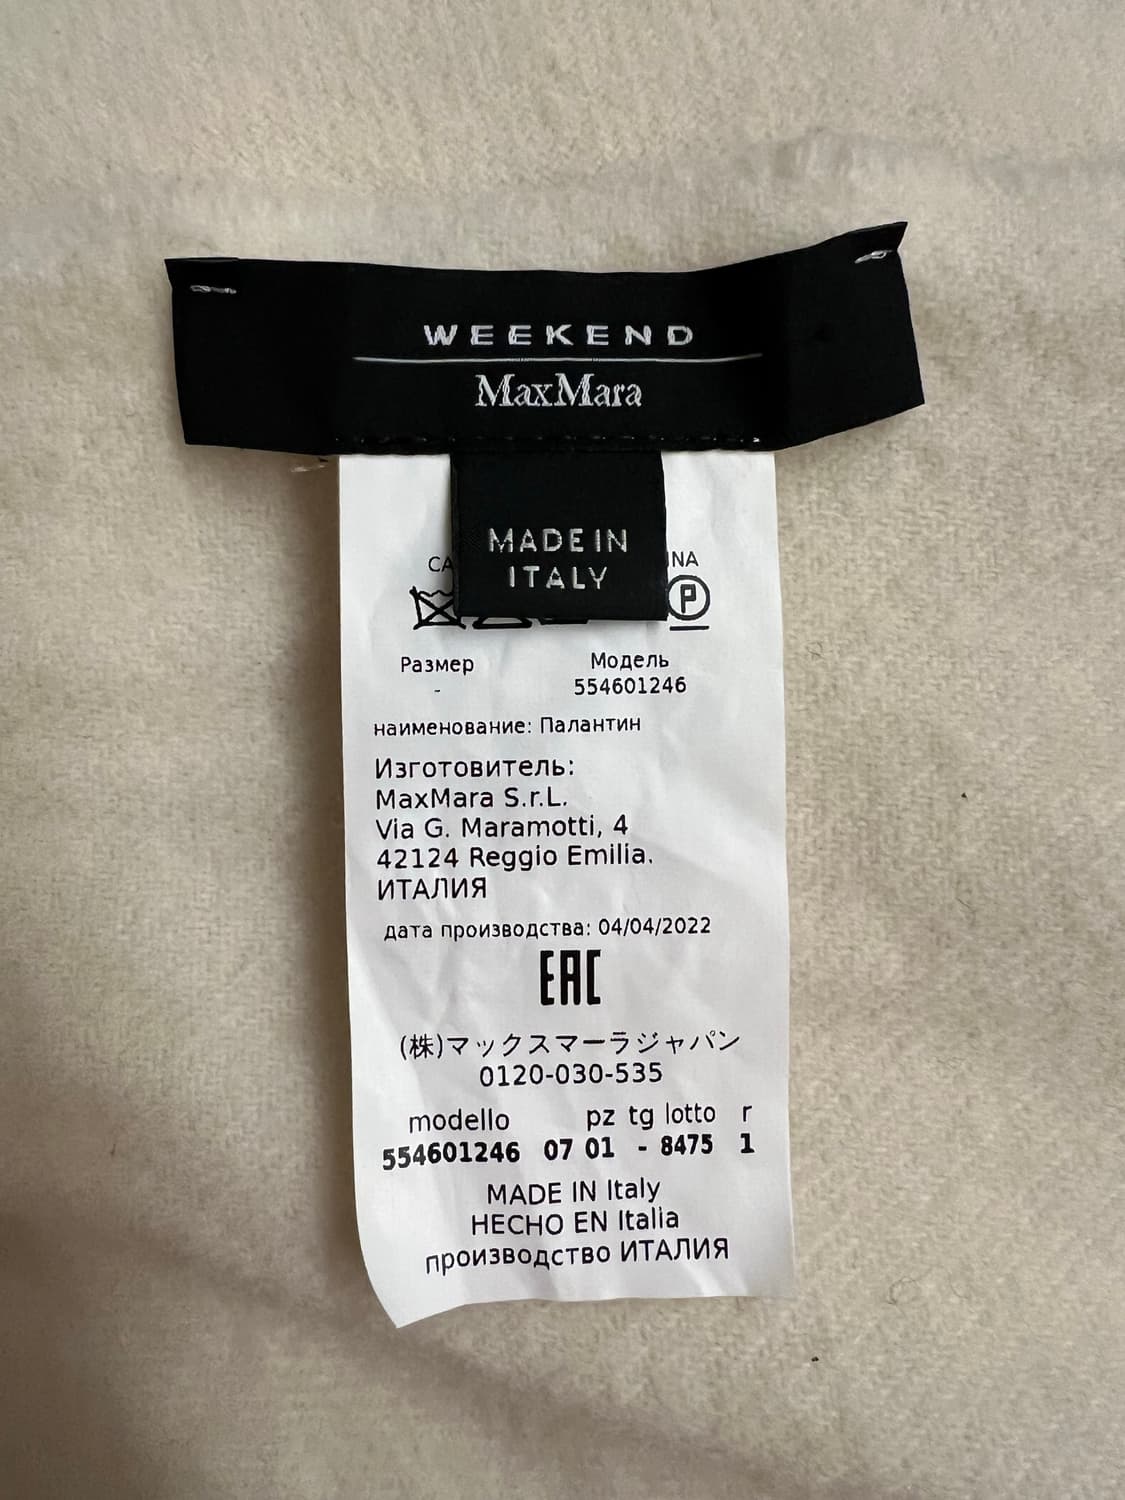 WEEKEND
MaxMara
MADE IN
ITALY
Размер
Модель
-
554601246
наименование: Палантин
Изготовитель:
MaxMara S.r.L.
Via G. Maramotti, 4
42124 Reggio Emilia.
ИТАЛИЯ
дата производства: 04/04/2022
EAC
(株)マックスマーラジャパン
0120-030-535
modello pz tg lotto r
554601246 07 01 - 8475 1
MADE IN Italy
HECHO EN Italia
производство ИТАЛИЯ